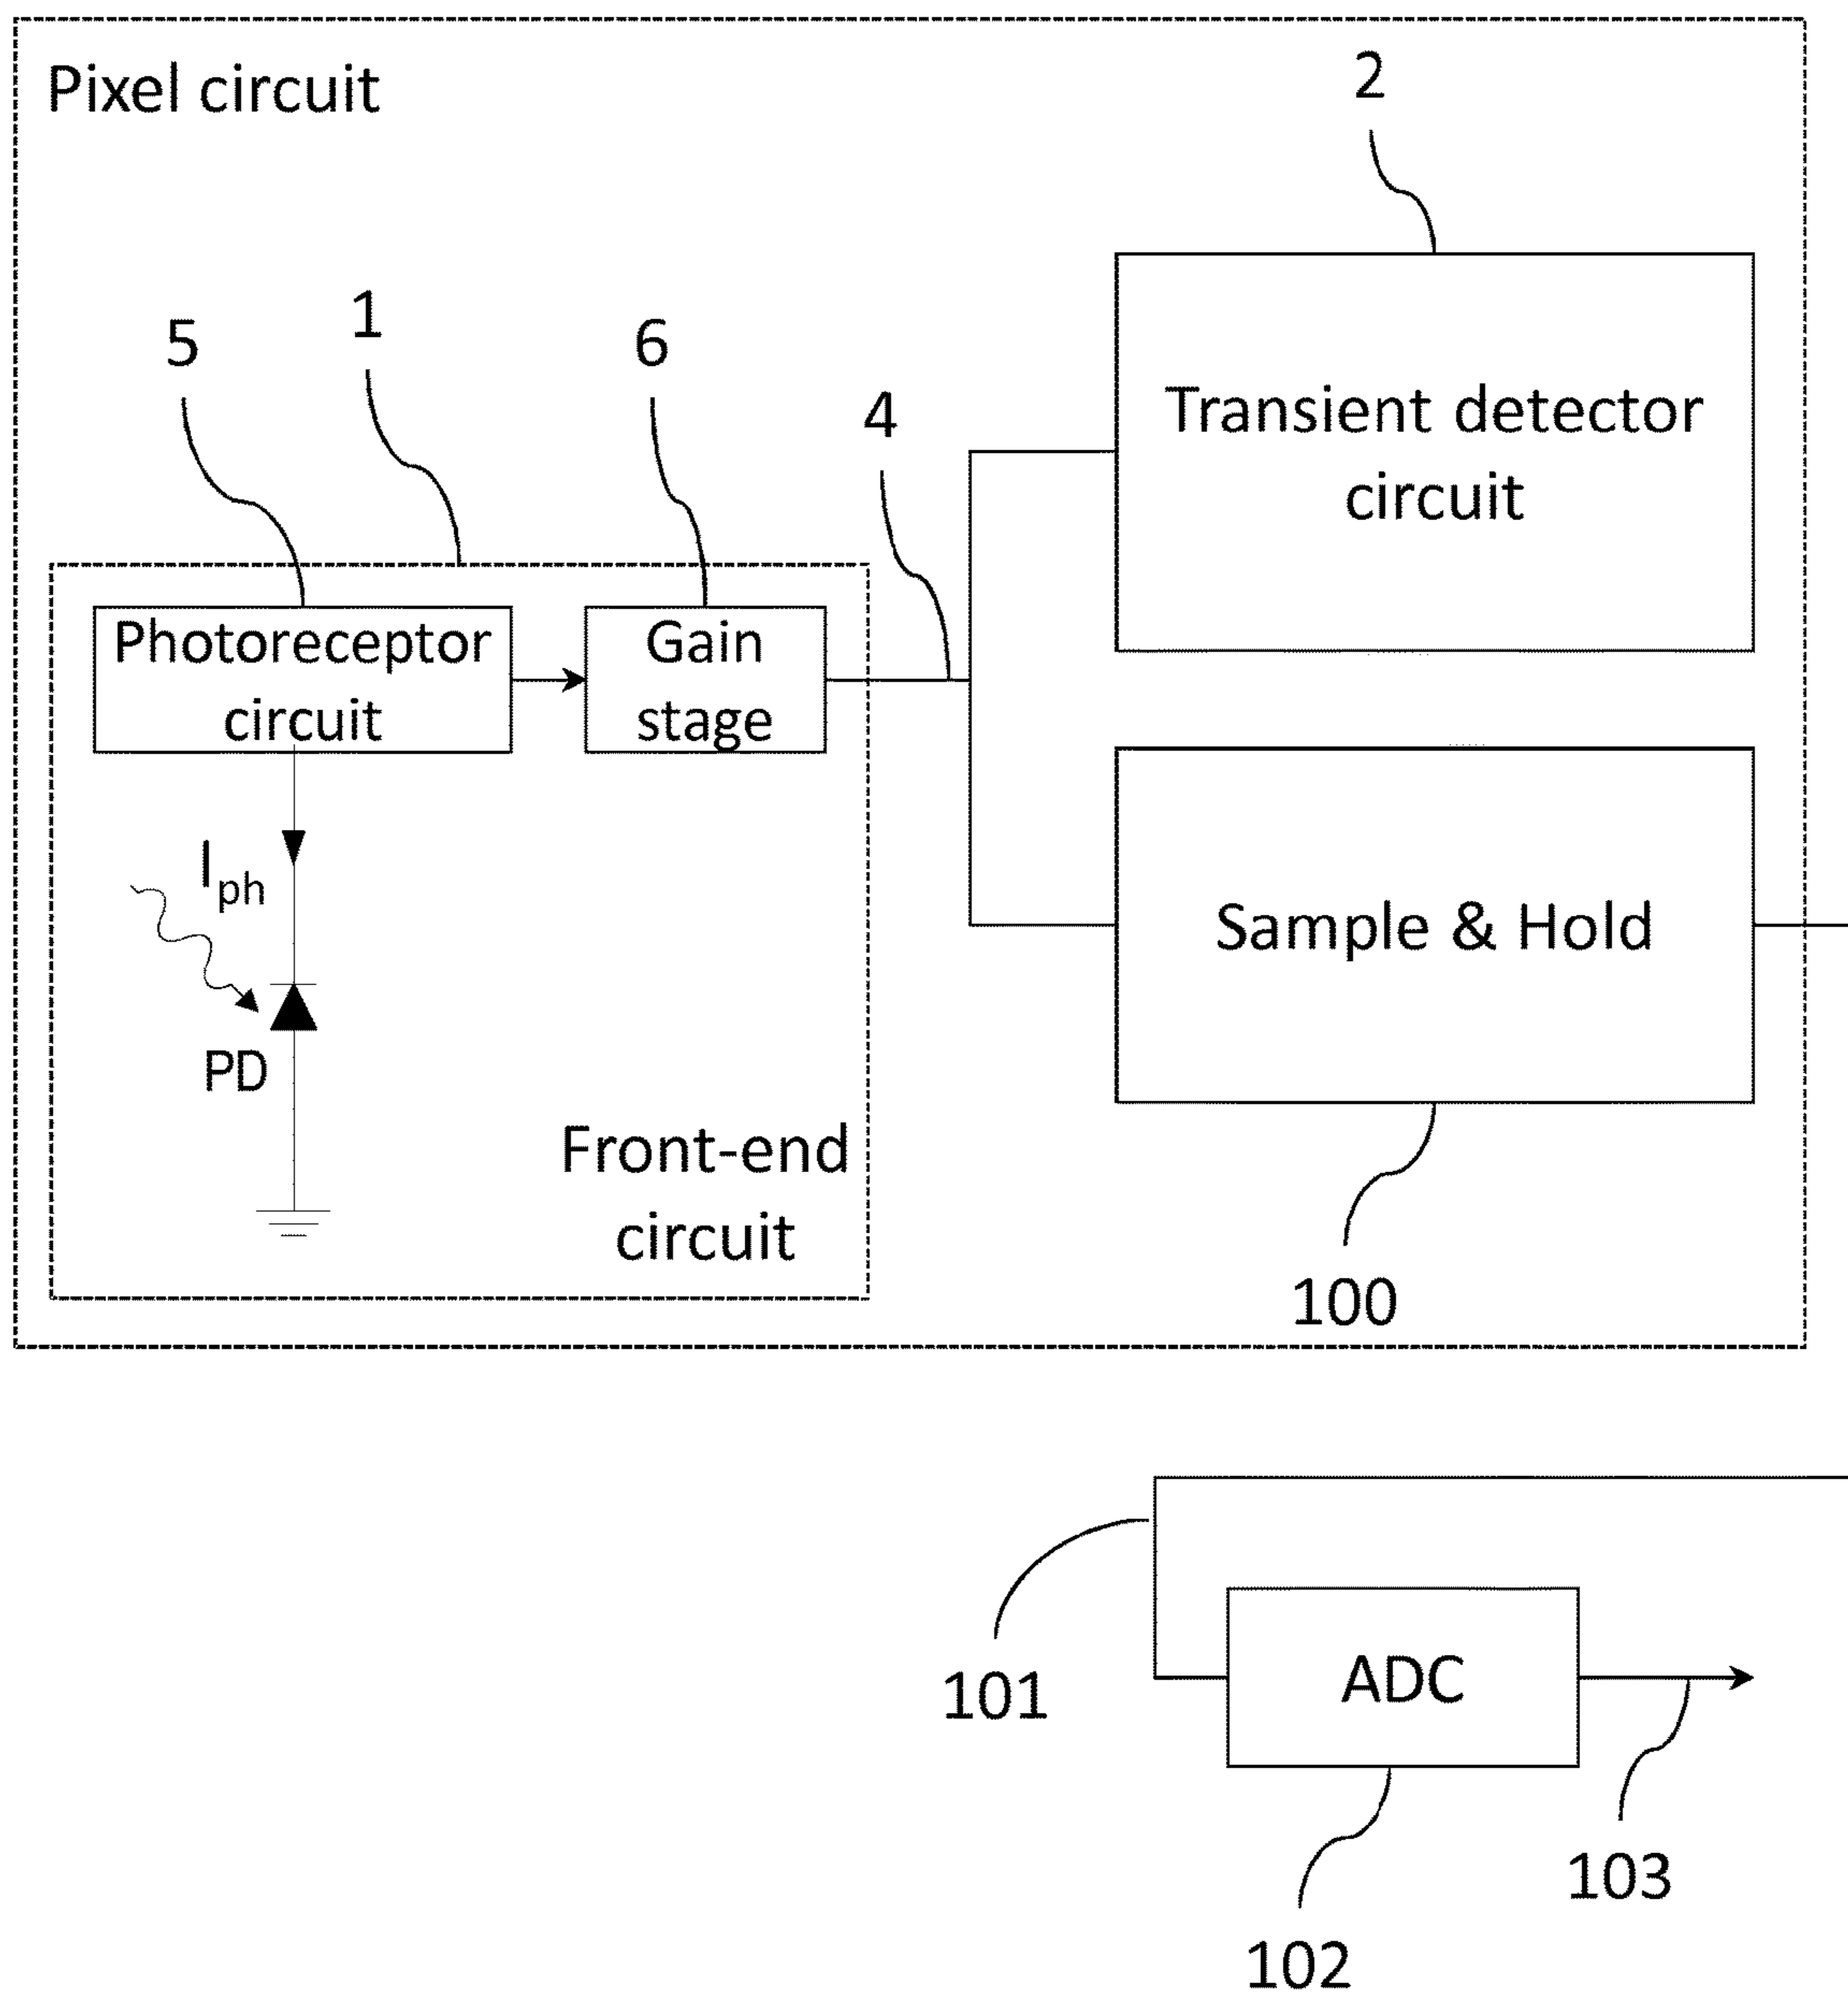 Pixel circuit
2
Transient detector
circuit
5
1
6
4
Photoreceptor
circuit
Gain
stage
Iph
PD
Front-end
circuit
Sample & Hold
100
101
ADC
103
102